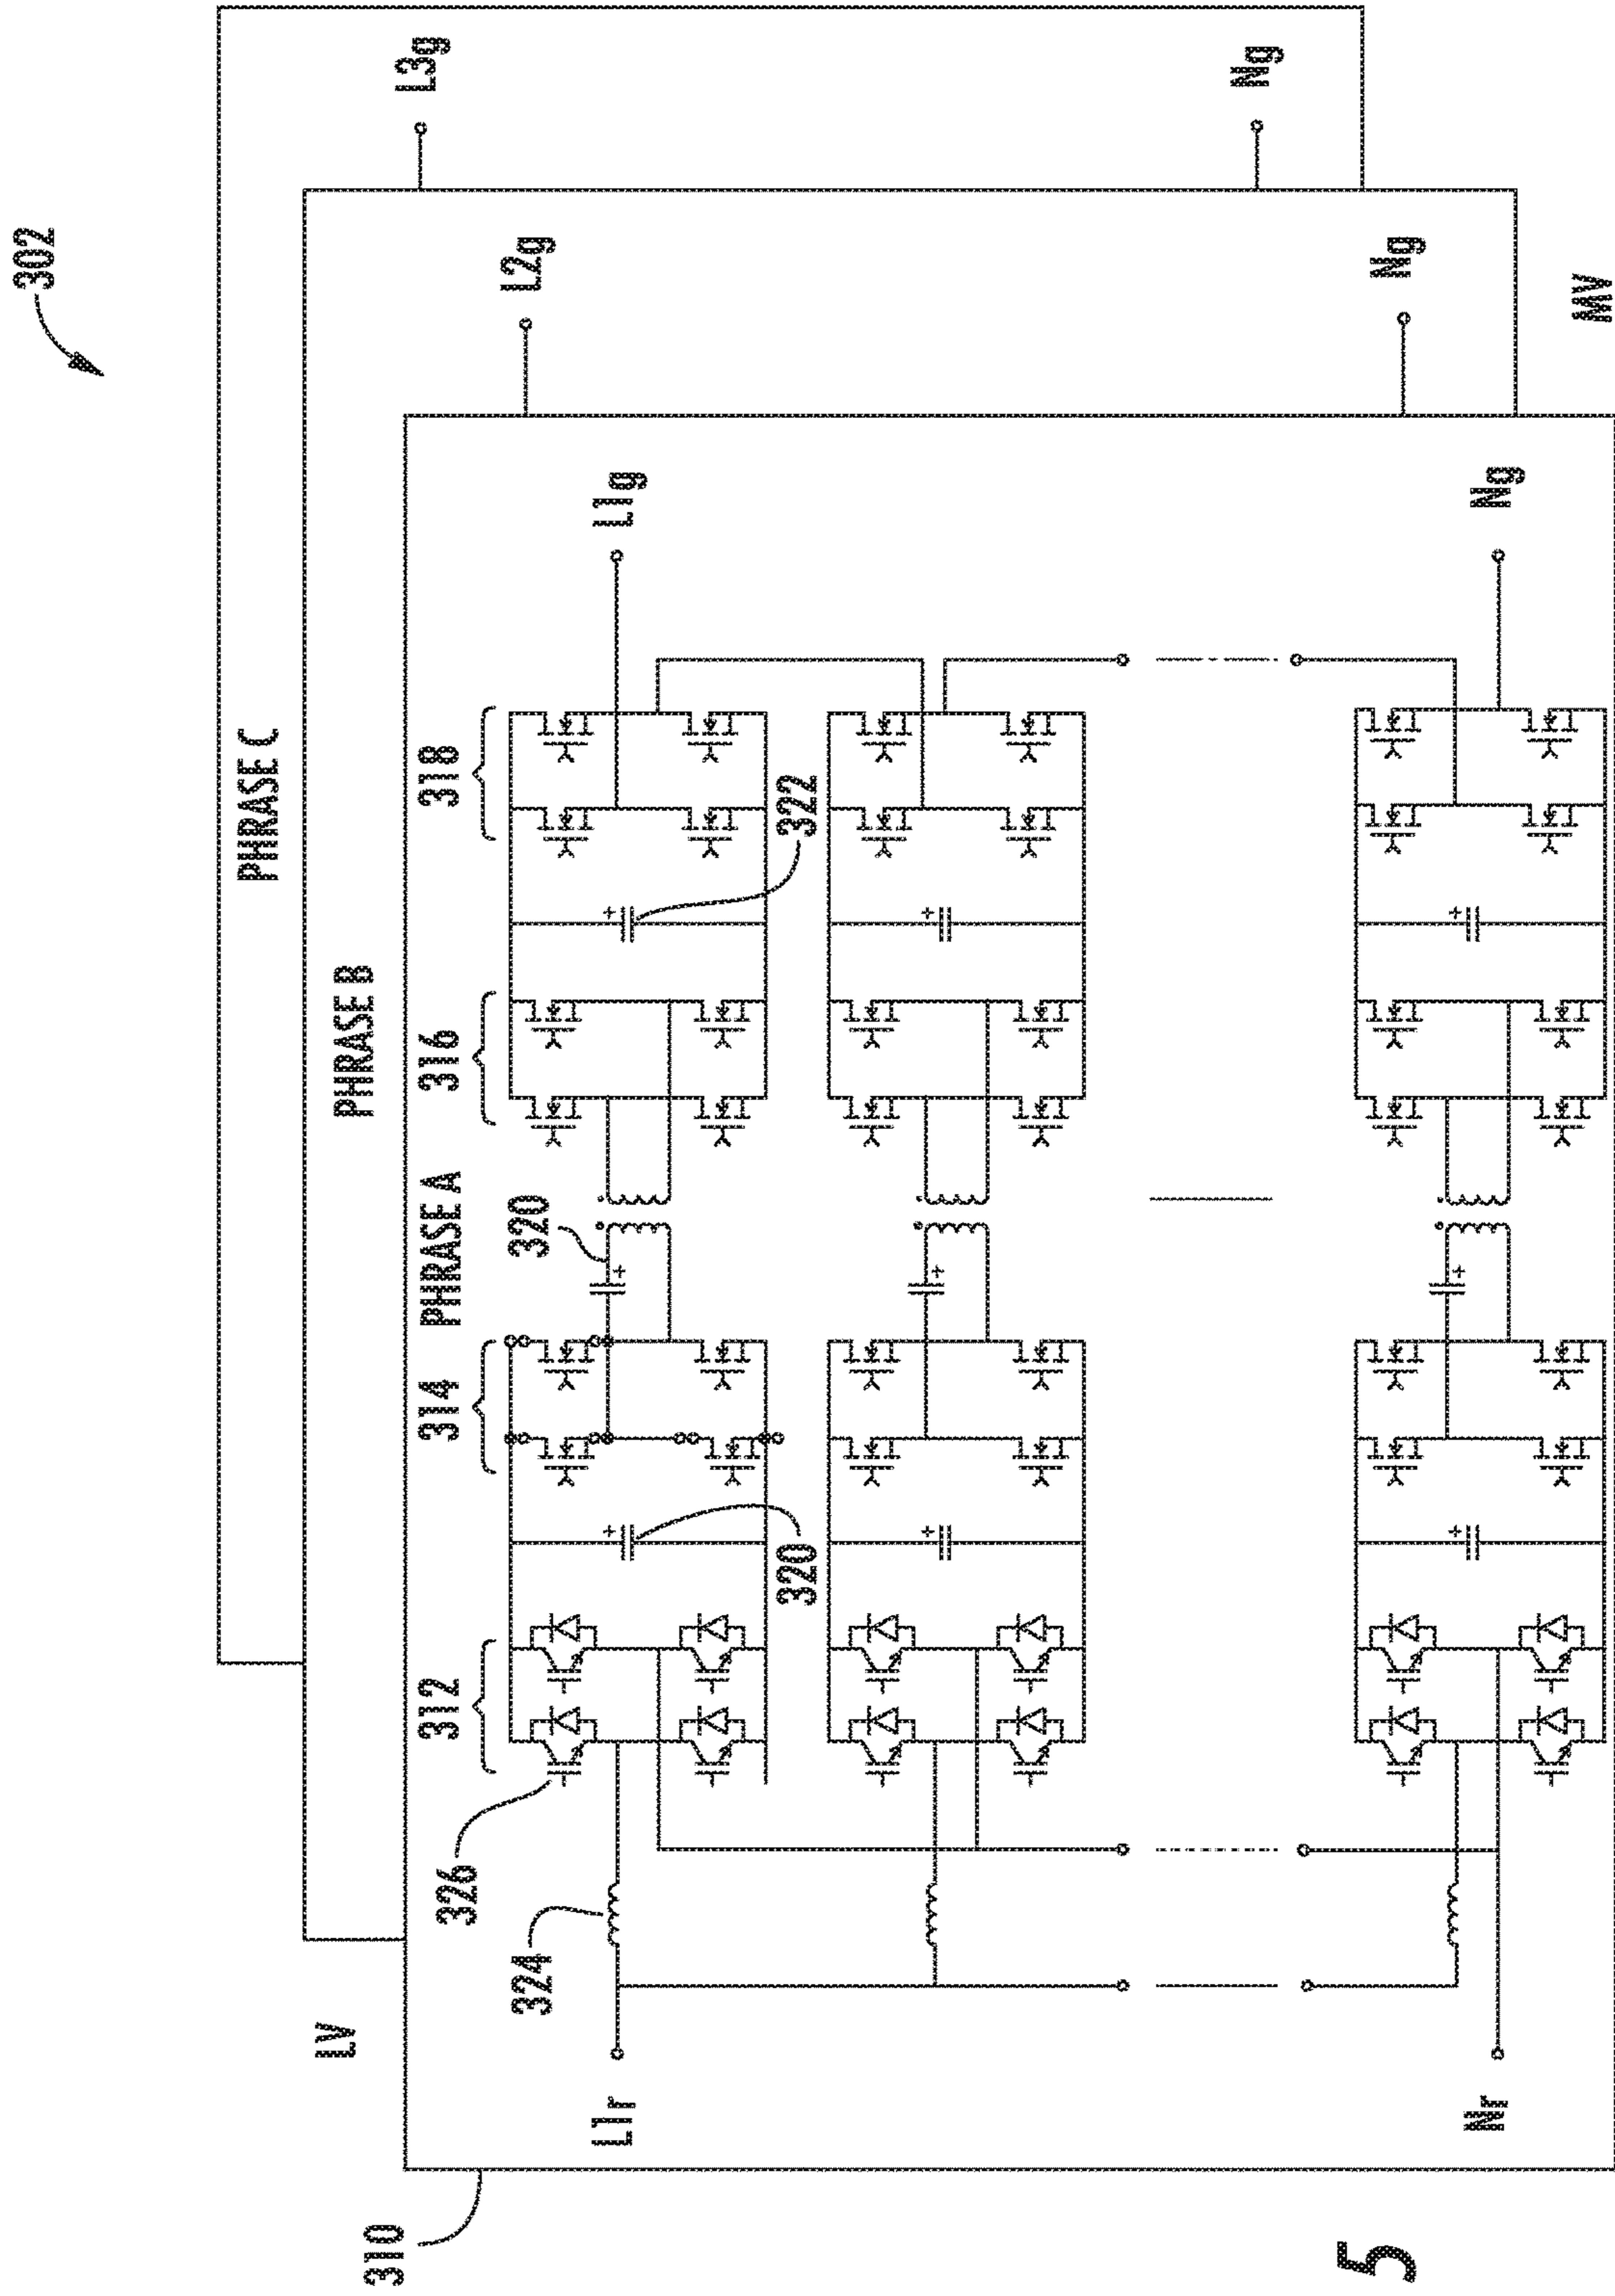 302
PHRASE C
L3g
Ng
PHRASE B
L2g
Ng
LV
MV
310
PHRASE A
312
314
316
318
326
324
320
320
322
L1r
L1g
Nr
Ng
5